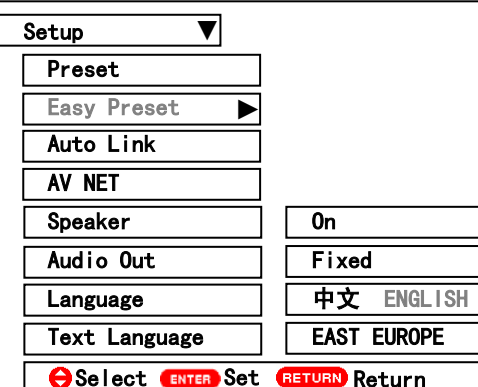 Setup
Preset
Easy Preset
Auto Link
AV NET
Speaker On
Audio Out Fixed
Language 中文 ENGLISH
Text Language EAST EUROPE
Select ENTER Set RETURN Return